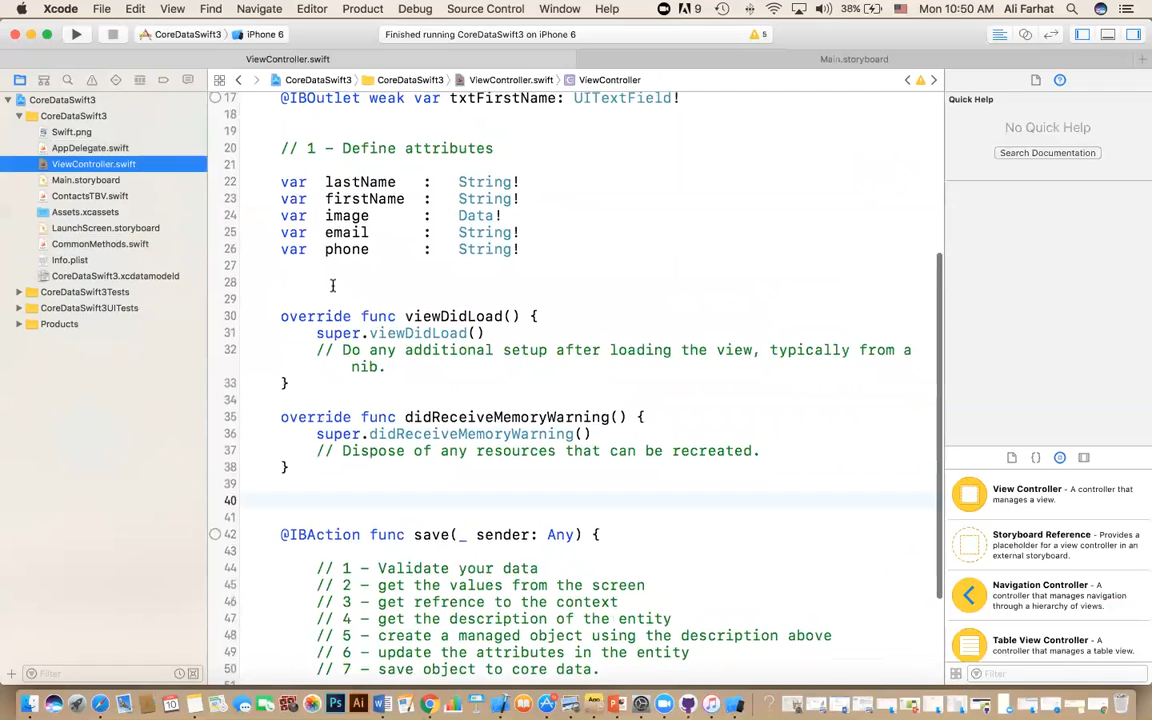 Xcode File Edit View Find Navigate Editor Product Debug Source Control Window Help 9 38% Mon 10:50 AM Ali Farhat
CoreDataSwift3 iPhone 6 Finished running CoreDataSwift3 on iPhone 6 5
ViewController.swift Main.storyboard
CoreDataSwift3 CoreDataSwift3 ViewController.swift C ViewController
CoreDataSwift3
CoreDataSwift3
Swift.png
AppDelegate.swift
ViewController.swift
Main.storyboard
ContactsTBV.swift
Assets.xcassets
LaunchScreen.storyboard
CommonMethods.swift
Info.plist
CoreDataSwift3.xcdatamodeld
CoreDataSwift3Tests
CoreDataSwift3UITests
Products
Filter
17 @IBOutlet weak var txtFirstName: UITextField!
18
19
20 // 1 - Define attributes
21
22 var lastName : String!
23 var firstName : String!
24 var image : Data!
25 var email : String!
26 var phone : String!
27
28
29
30 override func viewDidLoad() {
31 super.viewDidLoad()
32 // Do any additional setup after loading the view, typically from a
nib.
33 }
34
35 override func didReceiveMemoryWarning() {
36 super.didReceiveMemoryWarning()
37 // Dispose of any resources that can be recreated.
38 }
39
40
41
42 @IBAction func save(_ sender: Any) {
43
44 // 1 - Validate your data
45 // 2 - get the values from the screen
46 // 3 - get refrence to the context
47 // 4 - get the description of the entity
48 // 5 - create a managed object using the description above
49 // 6 - update the attributes in the entity
50 // 7 - save object to core data.
Quick Help
No Quick Help
Search Documentation
View Controller - A controller that
manages a view.
Storyboard Reference - Provides a
placeholder for a view controller in an
external storyboard.
Navigation Controller - A
controller that manages navigation
through a hierarchy of views.
Table View Controller - A
controller that manages a table view.
Filter